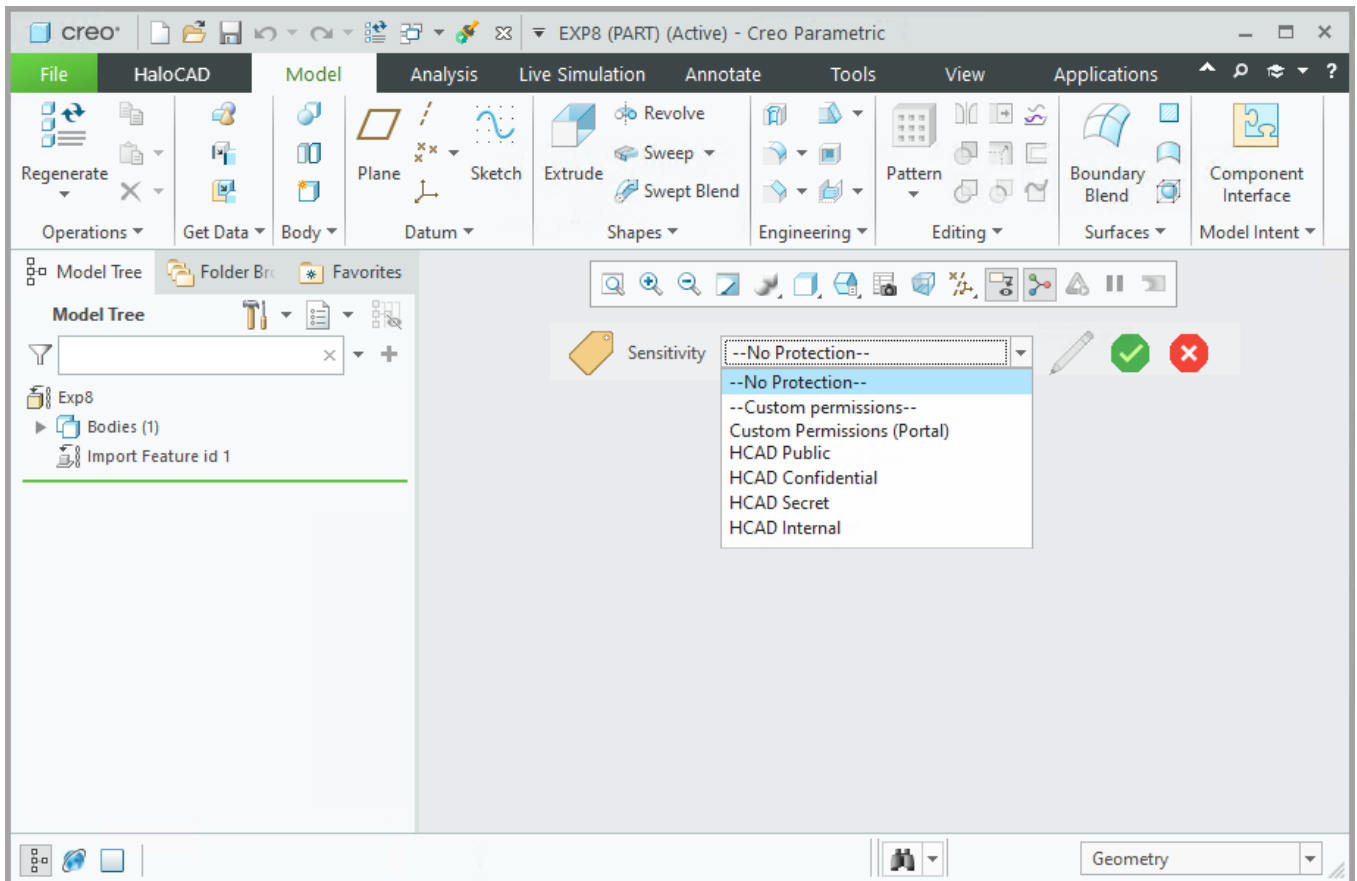 creo® EXP8 (PART) (Active) - Creo Parametric
File HaloCAD Model Analysis Live Simulation Annotate Tools View Applications ?
Regenerate Plane Sketch Extrude Revolve Sweep Swept Blend Pattern Boundary Blend Component Interface
Operations Get Data Body Datum Shapes Engineering Editing Surfaces Model Intent
Model Tree Folder Bro Favorites
Model Tree
Sensitivity --No Protection--
--No Protection--
--Custom permissions--
Custom Permissions (Portal)
HCAD Public
HCAD Confidential
HCAD Secret
HCAD Internal
Exp8
Bodies (1)
Import Feature id 1
Geometry